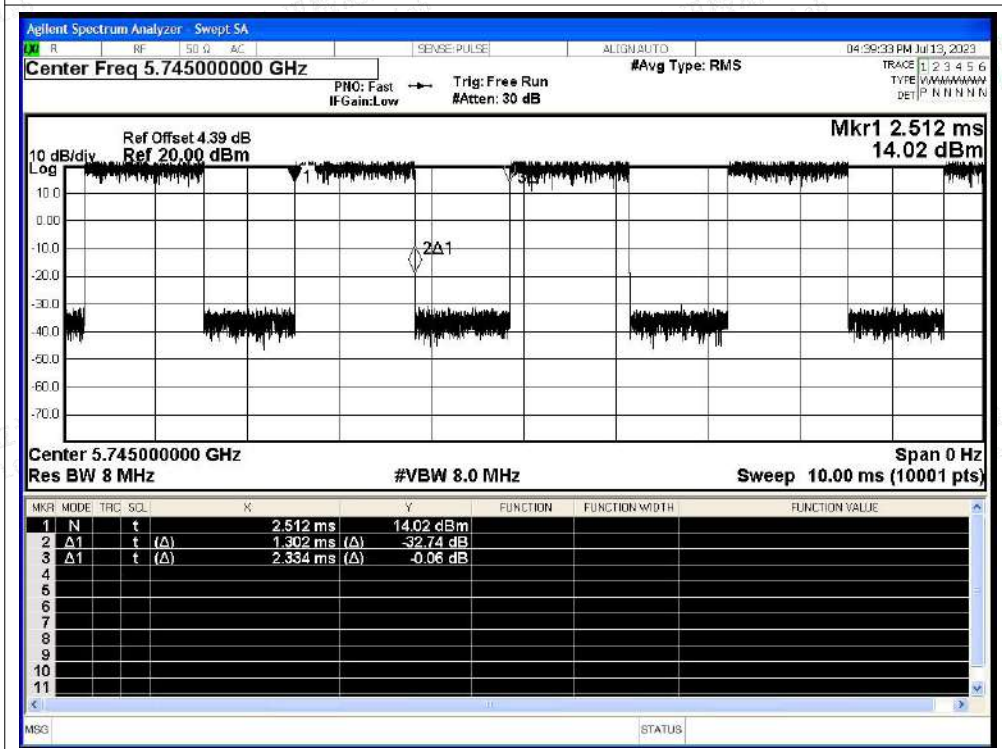 Agilent Spectrum Analyzer - Swept SA
LXI R RF 50 Ω AC SENSE:PULSE ALIGN AUTO 04:39:33 PM Jul 13, 2023
Center Freq 5.745000000 GHz #Avg Type: RMS TRACE 1 2 3 4 5 6
PNO: Fast Trig: Free Run TYPE
IFGain:Low #Atten: 30 dB DET P N N N N N
Mkr1 2.512 ms
Ref Offset 4.39 dB
10 dB/div Ref 20.00 dBm 14.02 dBm
Log
1 3Δ1
10.0
0.00
-10.0 2Δ1
-20.0
-30.0
-40.0
-50.0
-60.0
-70.0
Center 5.745000000 GHz Span 0 Hz
Res BW 8 MHz #VBW 8.0 MHz Sweep 10.00 ms (10001 pts)
MKR MODE TRC SCL X Y FUNCTION FUNCTION WIDTH FUNCTION VALUE
1 N t 2.512 ms 14.02 dBm
2 Δ1 t (Δ) 1.302 ms (Δ) -32.74 dB
3 Δ1 t (Δ) 2.334 ms (Δ) -0.06 dB
4
5
6
7
8
9
10
11
MSG STATUS